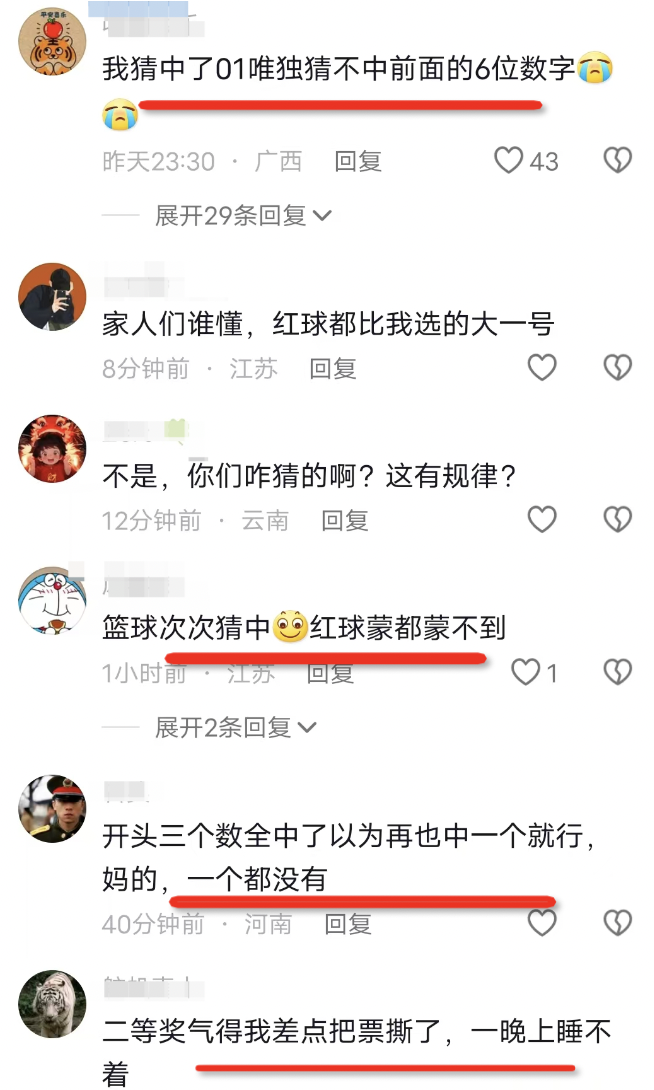 平安喜乐
我猜中了01唯独猜不中前面的6位数字😭
😭
昨天23:30 · 广西 回复 43
展开29条回复
家人们谁懂，红球都比我选的大一号
8分钟前 · 江苏 回复
不是，你们咋猜的啊？这有规律？
12分钟前 · 云南 回复
篮球次次猜中🙄红球蒙都蒙不到
1小时前 · 江苏 回复 1
展开2条回复
开头三个数全中了以为再也中一个就行，
妈的，一个都没有
40分钟前 · 河南 回复
二等奖气得我差点把票撕了，一晚上睡不
着